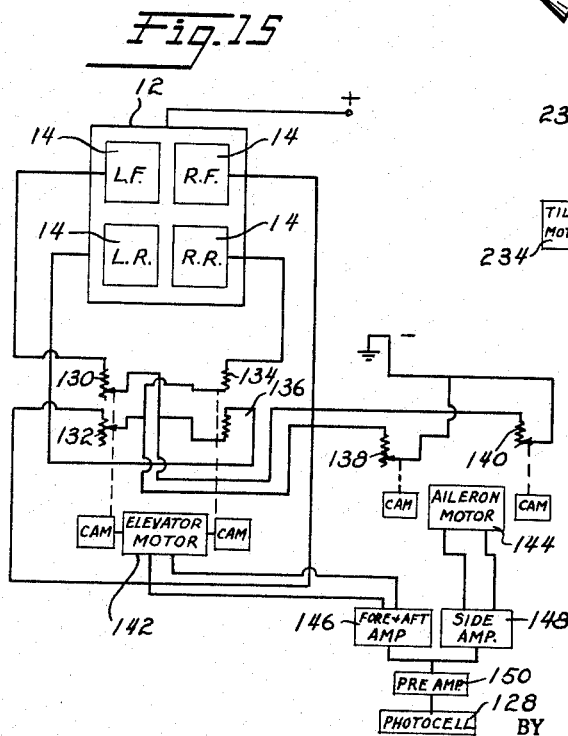 Fig. 15
12
+
14
14
L.F.
R.F.
14
14
L.R.
R.R.
23
TIL
MOT
234
-
130
134
136
132
138
140
CAM
ELEVATOR MOTOR
CAM
142
CAM
CAM
AILERON MOTOR
144
146
FORE+AFT AMP
SIDE AMP.
148
PRE AMP.
150
PHOTOCELL
128
BY